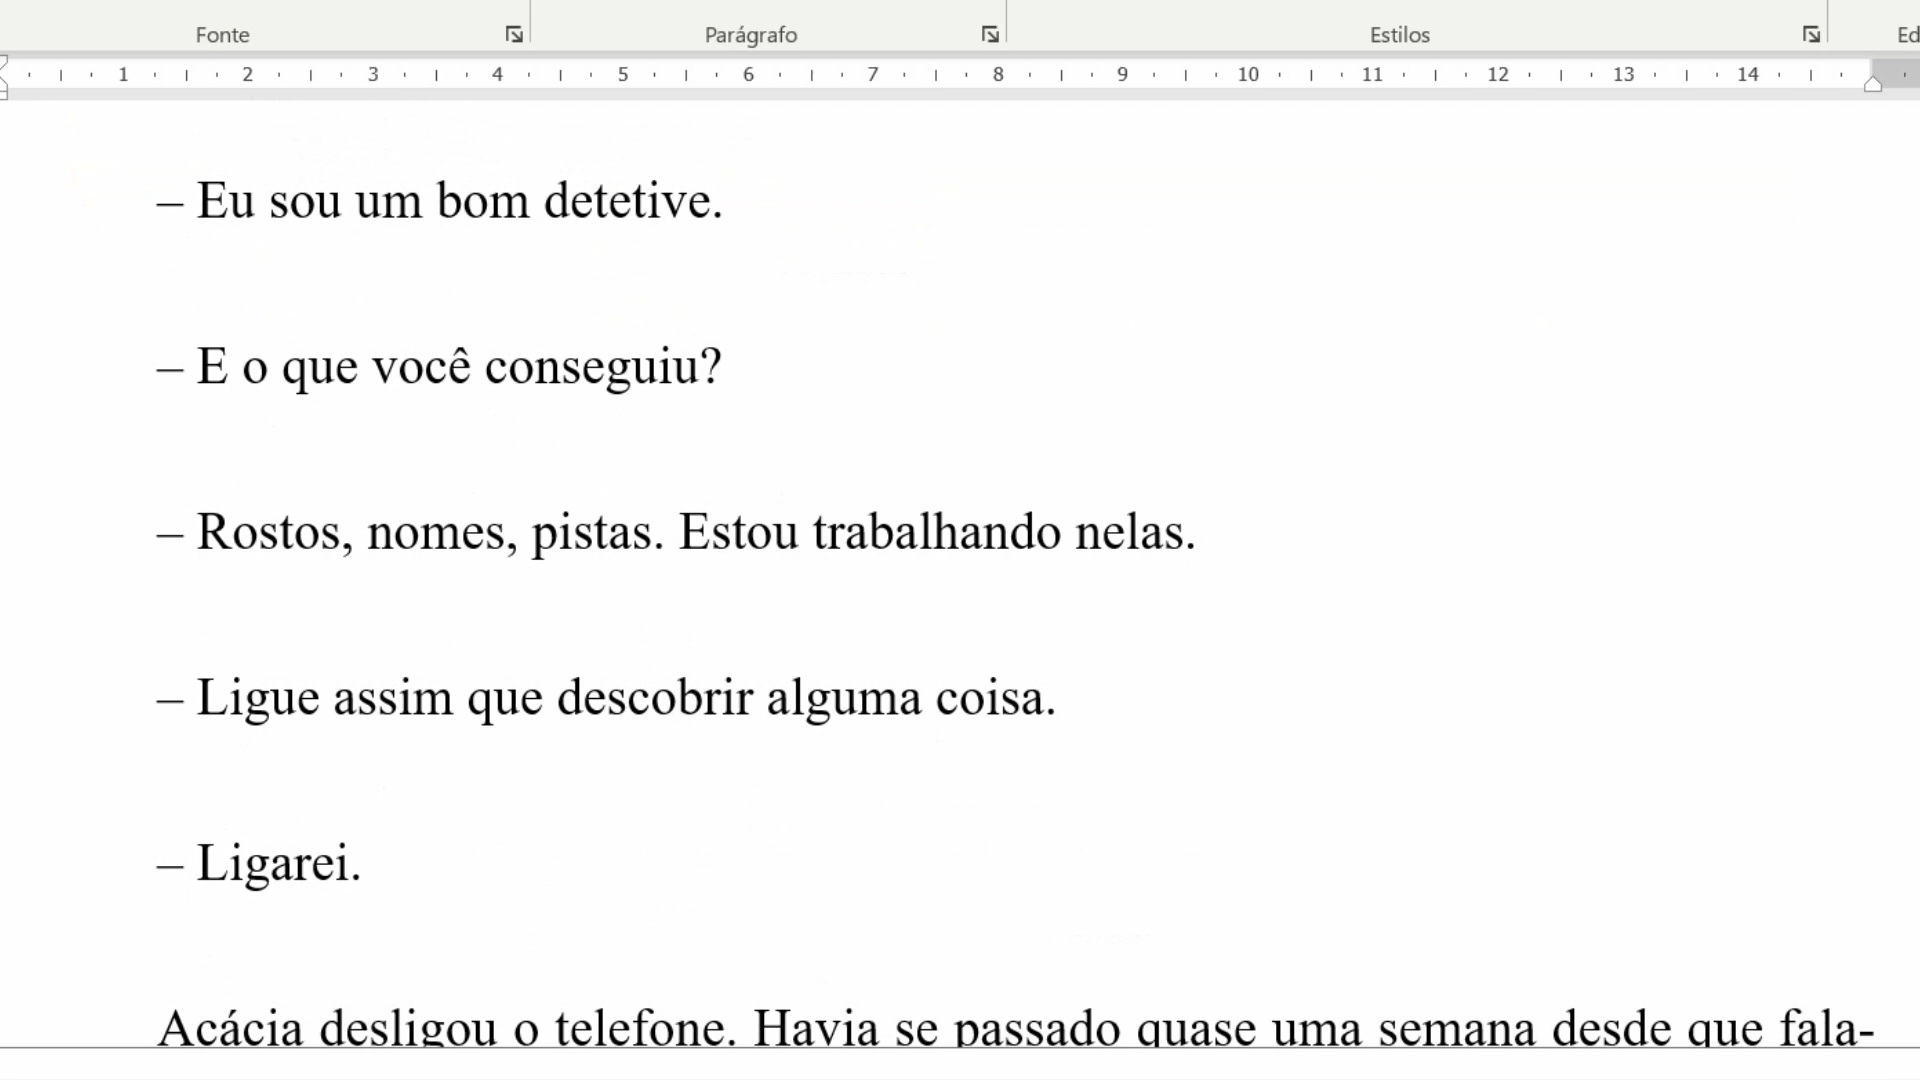 Fonte Parágrafo Estilos Ed
1 2 3 4 5 6 7 8 9 10 11 12 13 14
– Eu sou um bom detetive.
– E o que você conseguiu?
– Rostos, nomes, pistas. Estou trabalhando nelas.
– Ligue assim que descobrir alguma coisa.
– Ligarei.
Acácia desligou o telefone. Havia se passado quase uma semana desde que fala-